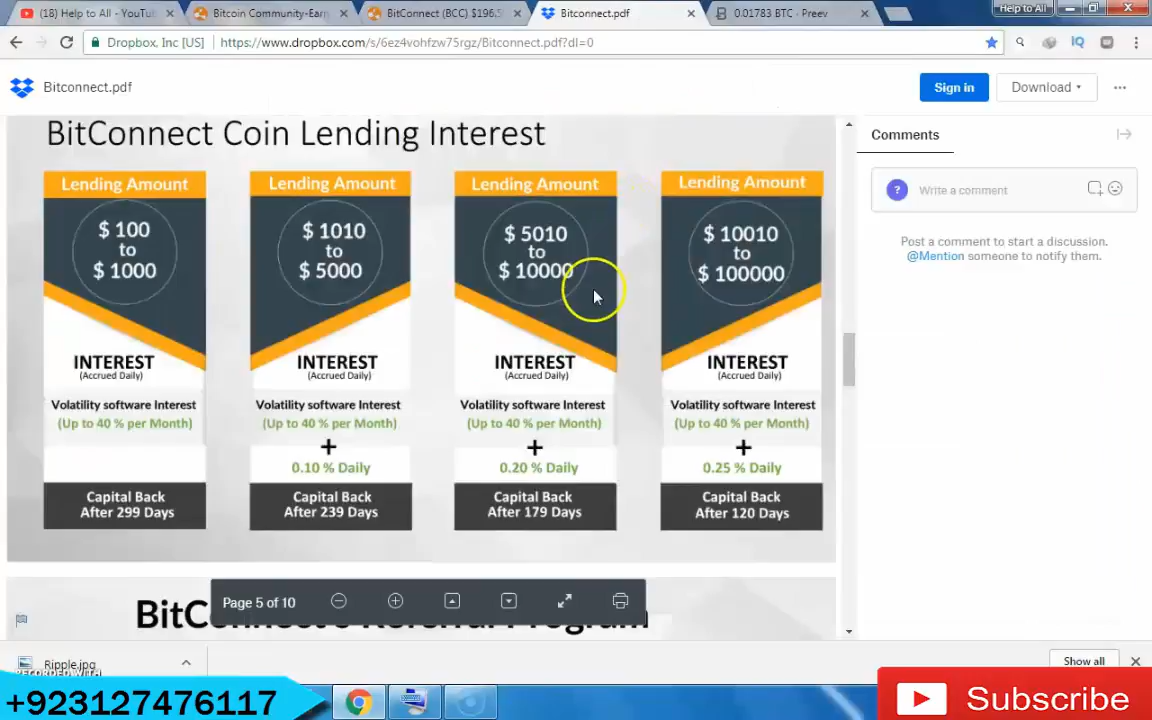 (18) Help to All - YouTu
Bitcoin Community-Earn
BitConnect (BCC) $196.5
Bitconnect.pdf
0.01783 BTC - Preev
Help to All
Dropbox, Inc [US]
https://www.dropbox.com/s/6ez4vohfzw75rgz/Bitconnect.pdf?dl=0
IQ
Bitconnect.pdf
Sign in
Download
BitConnect Coin Lending Interest
Comments
Lending Amount
Lending Amount
Lending Amount
Lending Amount
? Write a comment
$ 100
to
$ 1000
$ 1010
to
$ 5000
$ 5010
to
$ 10000
$ 10010
to
$ 100000
Post a comment to start a discussion.
@Mention someone to notify them.
INTEREST
(Accrued Daily)
INTEREST
(Accrued Daily)
INTEREST
(Accrued Daily)
INTEREST
(Accrued Daily)
Volatility software Interest
(Up to 40 % per Month)
Volatility software Interest
(Up to 40 % per Month)
+
0.10 % Daily
Volatility software Interest
(Up to 40 % per Month)
+
0.20 % Daily
Volatility software Interest
(Up to 40 % per Month)
+
0.25 % Daily
Capital Back
After 299 Days
Capital Back
After 239 Days
Capital Back
After 179 Days
Capital Back
After 120 Days
Page 5 of 10
Ripple.jpg
Show all
RECORDED WITH
+923127476117
Subscribe